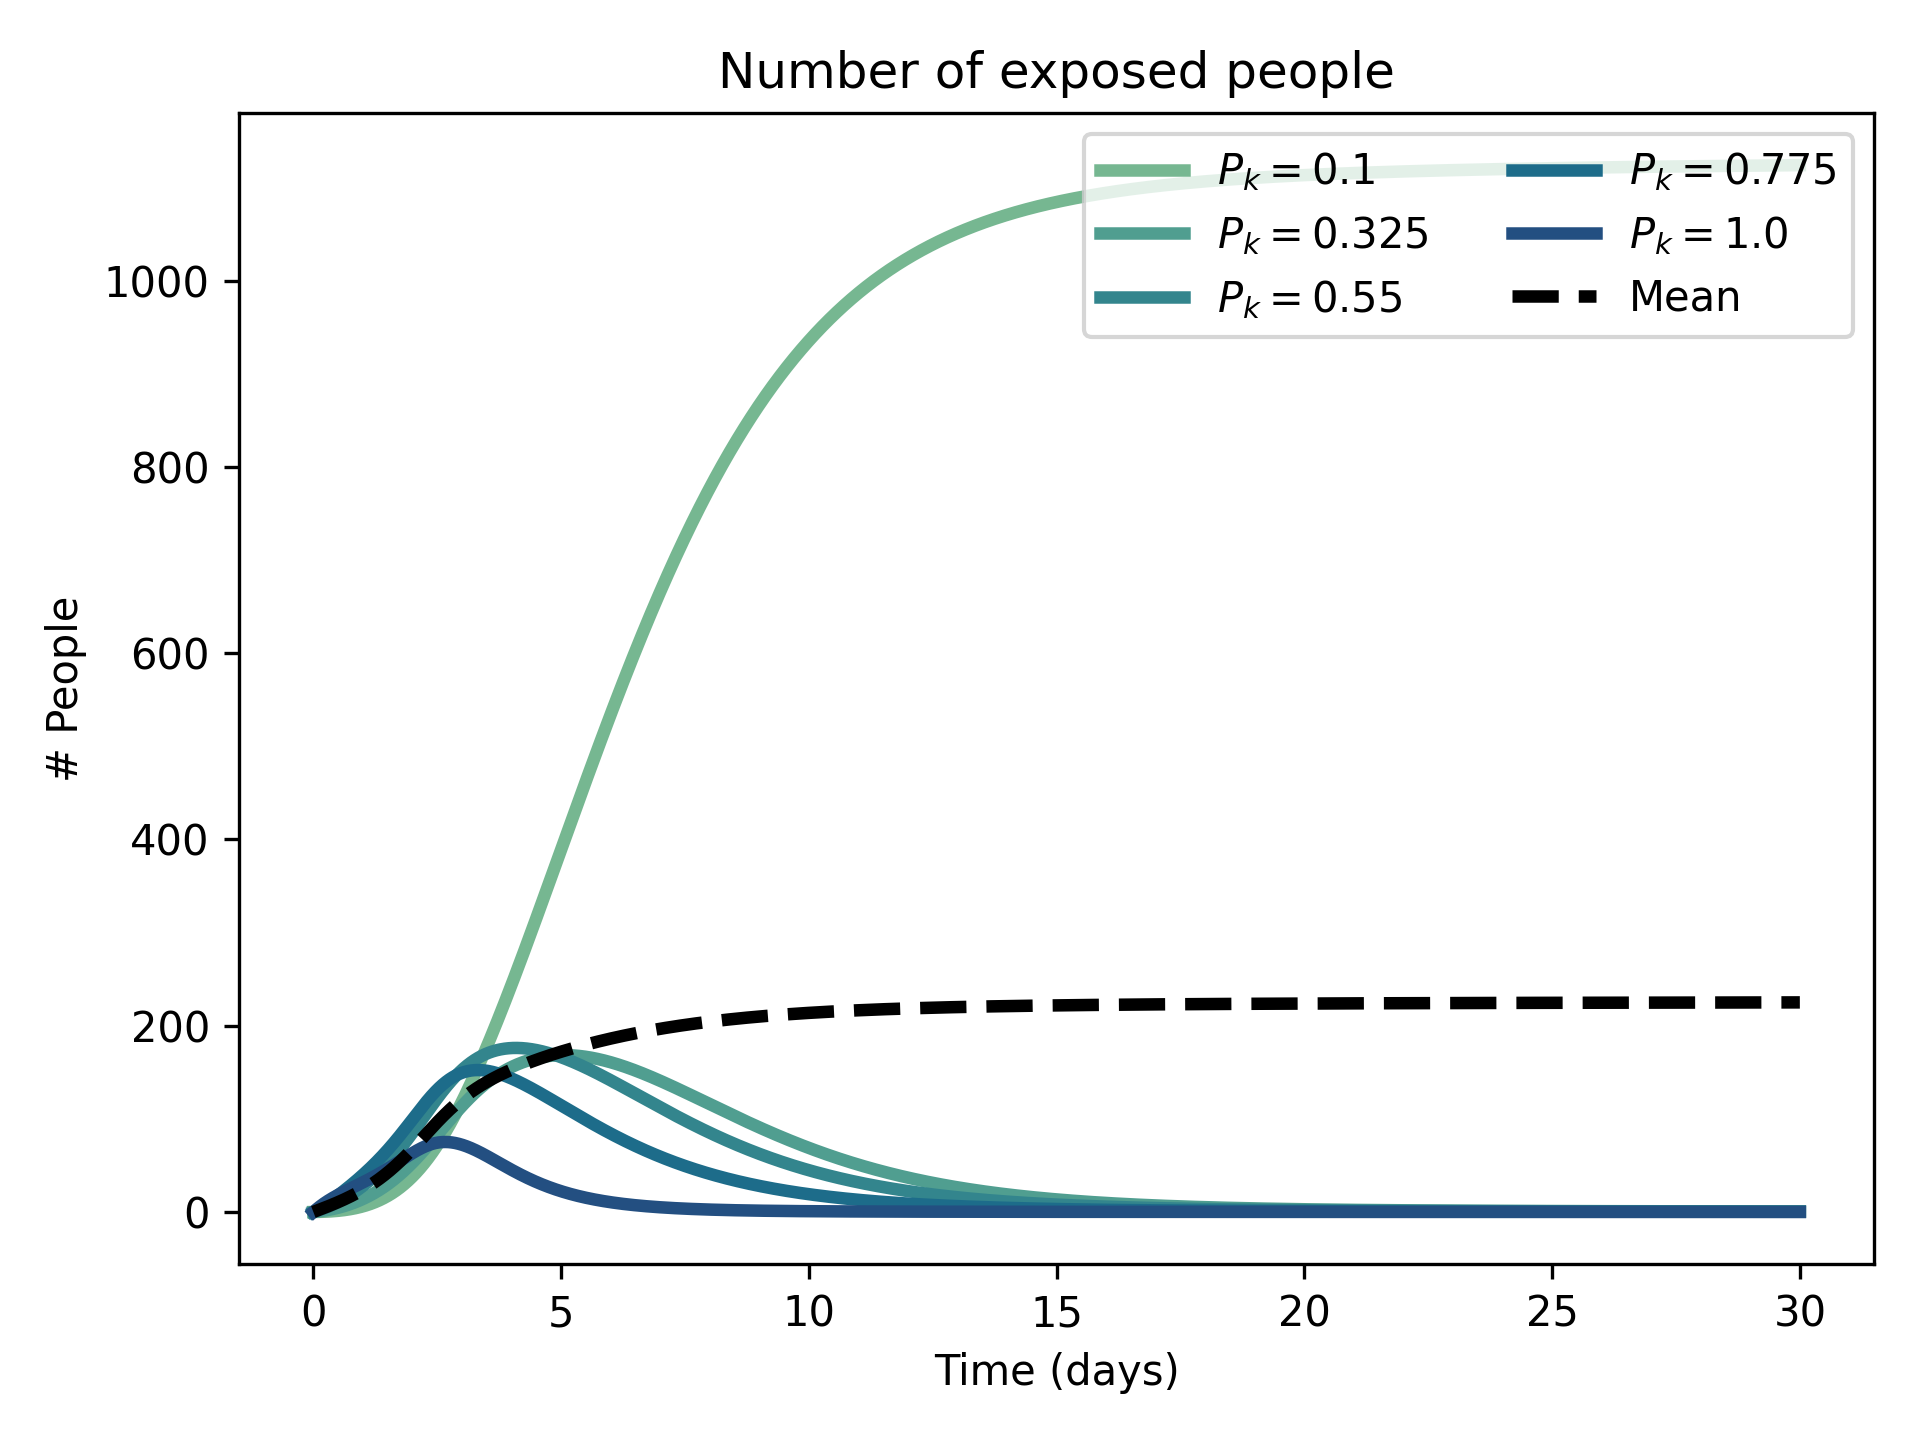 Number of exposed people
P_k = 0.1
P_k = 0.325
P_k = 0.55
P_k = 0.775
P_k = 1.0
Mean
1000
800
600
400
200
0
# People
0 5 10 15 20 25 30
Time (days)